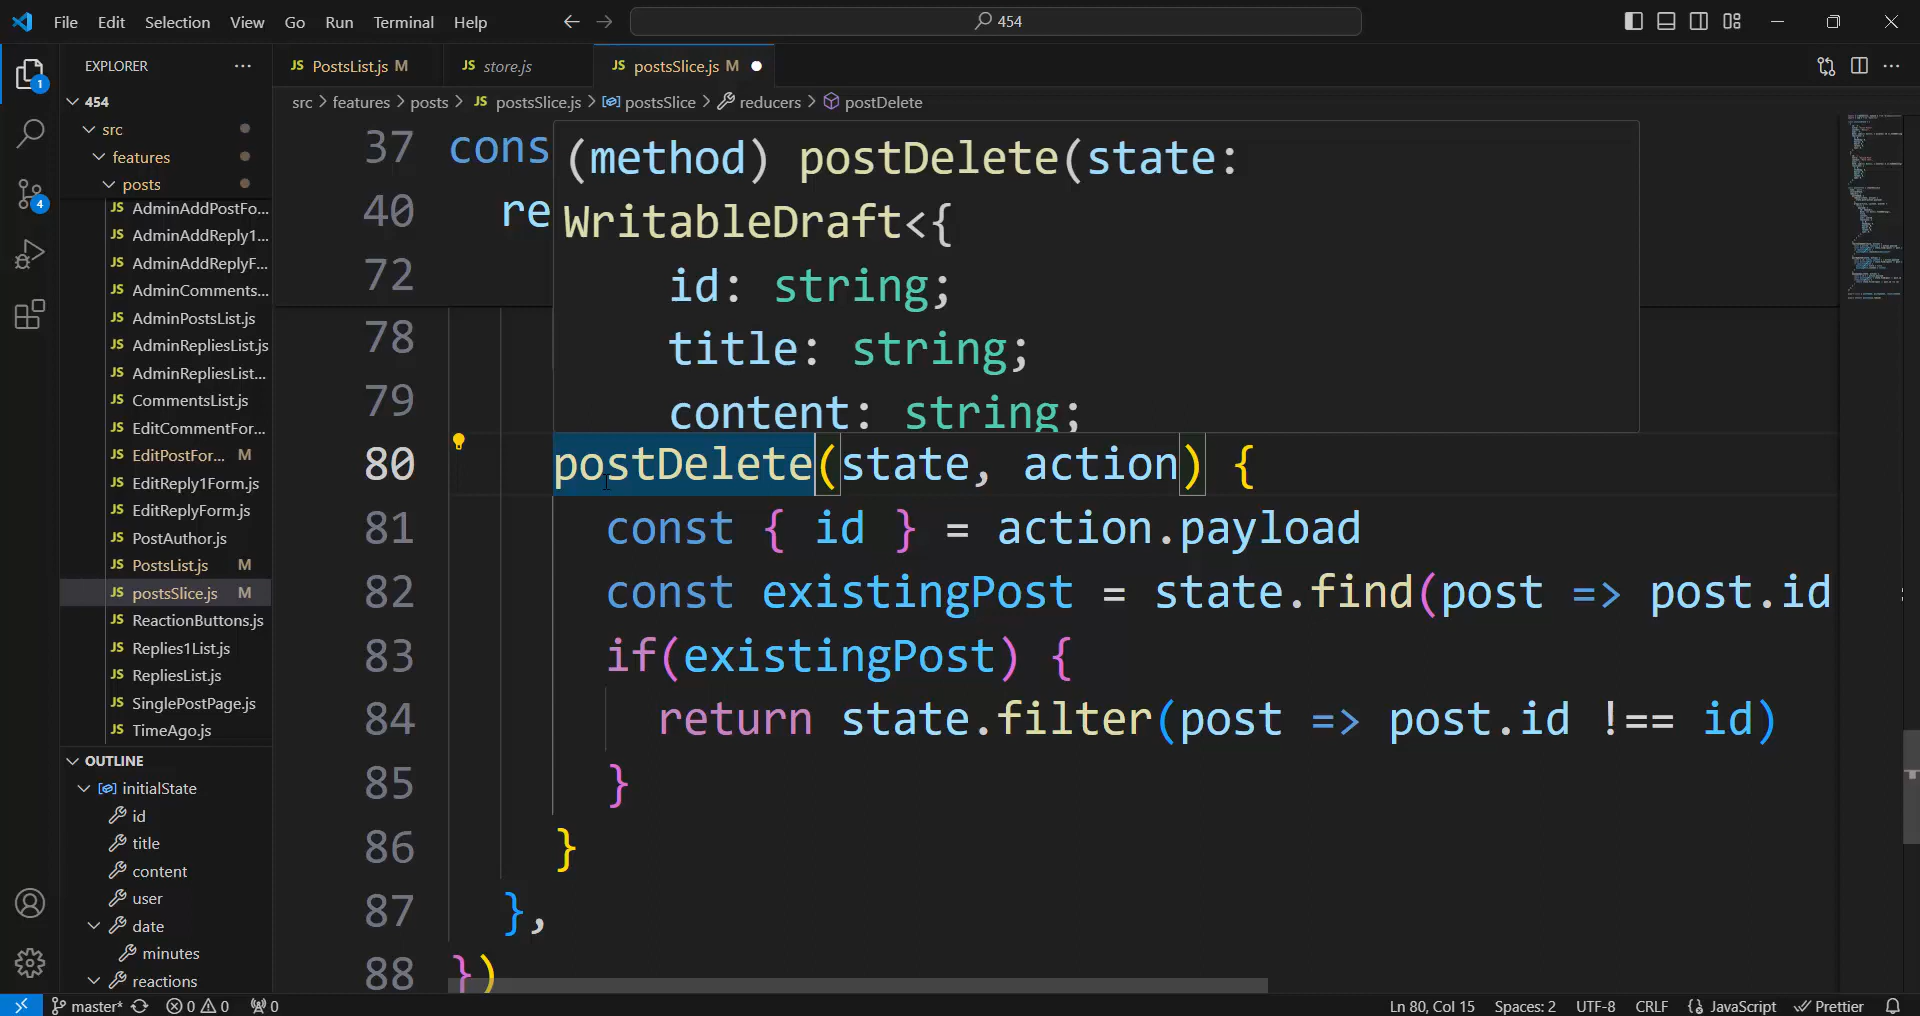 File Edit Selection View Go Run Terminal Help
454
EXPLORER
454
src
features
posts
AdminAddPostFo...
AdminAddReply1...
AdminAddReplyF...
AdminComments...
AdminPostsList.js
AdminRepliesList.js
AdminRepliesList...
CommentsList.js
EditCommentFor...
EditPostFor... M
EditReply1Form.js
EditReplyForm.js
PostAuthor.js
PostsList.js M
postsSlice.js M
ReactionButtons.js
Replies1List.js
RepliesList.js
SinglePostPage.js
TimeAgo.js
OUTLINE
initialState
id
title
content
user
date
minutes
reactions
JS PostsList.js M JS store.js JS postsSlice.js M
src > features > posts > JS postsSlice.js > postsSlice > reducers > postDelete
37 cons
40 re
72
(method) postDelete(state:
WritableDraft<{
id: string;
title: string;
content: string;
78
79
80 postDelete(state, action) {
81 const { id } = action.payload
82 const existingPost = state.find(post => post.id
83 if(existingPost) {
84 return state.filter(post => post.id !== id)
85 }
86 }
87 },
88 })
master* 0 0 0 Ln 80, Col 15 Spaces: 2 UTF-8 CRLF JavaScript Prettier